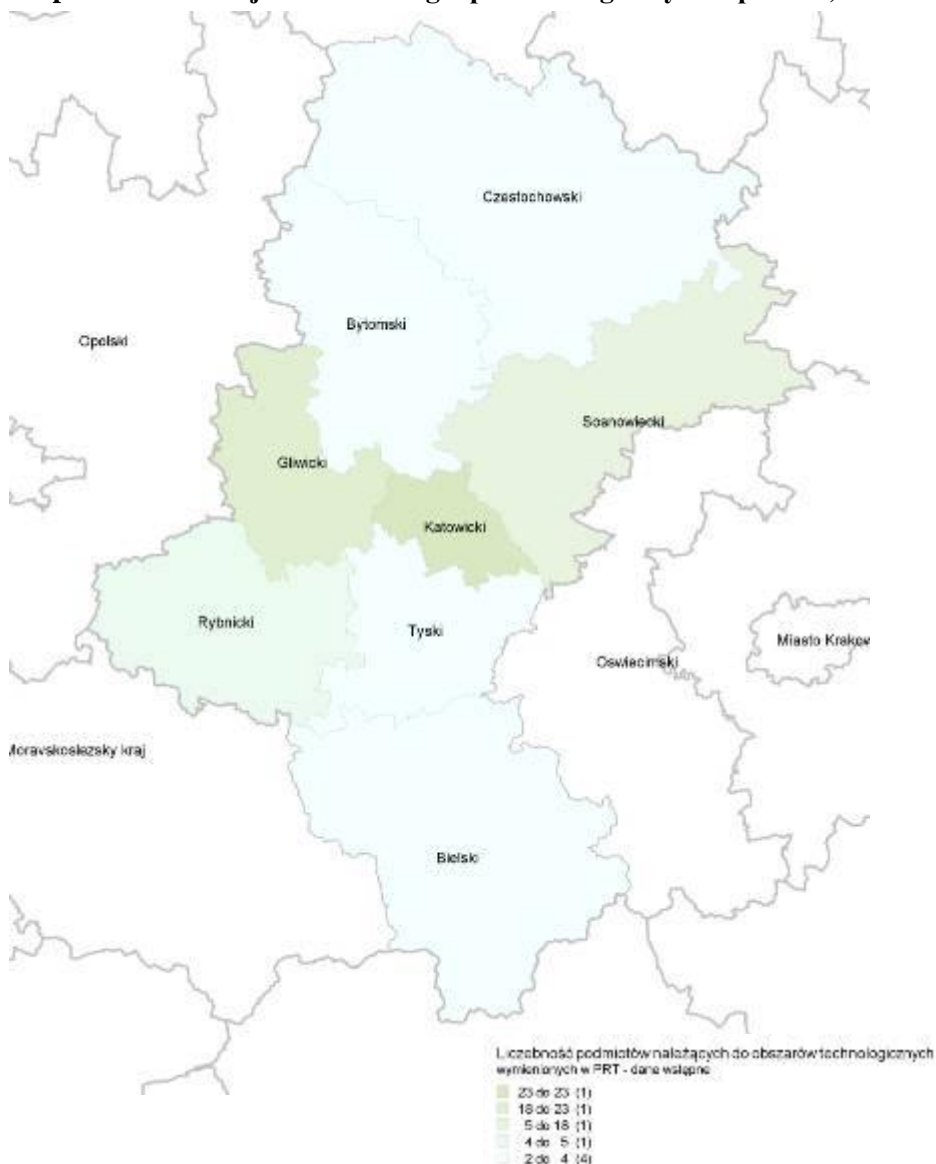 Czestochowski
Bytomski
Opolski
Sosnowiecki
Gliwicki
Katowicki
Rybnicki
Tyski
Miasto Krakow
Oswiecimski
Moravskoslezsky kraj
Bielski
Liczebność podmiotów należących do obszarów technologicznych
wymienionych w PRT - dane wstępne
23 do 23 (1)
18 do 23 (1)
5 do 18 (1)
4 do 5 (1)
2 do 4 (4)